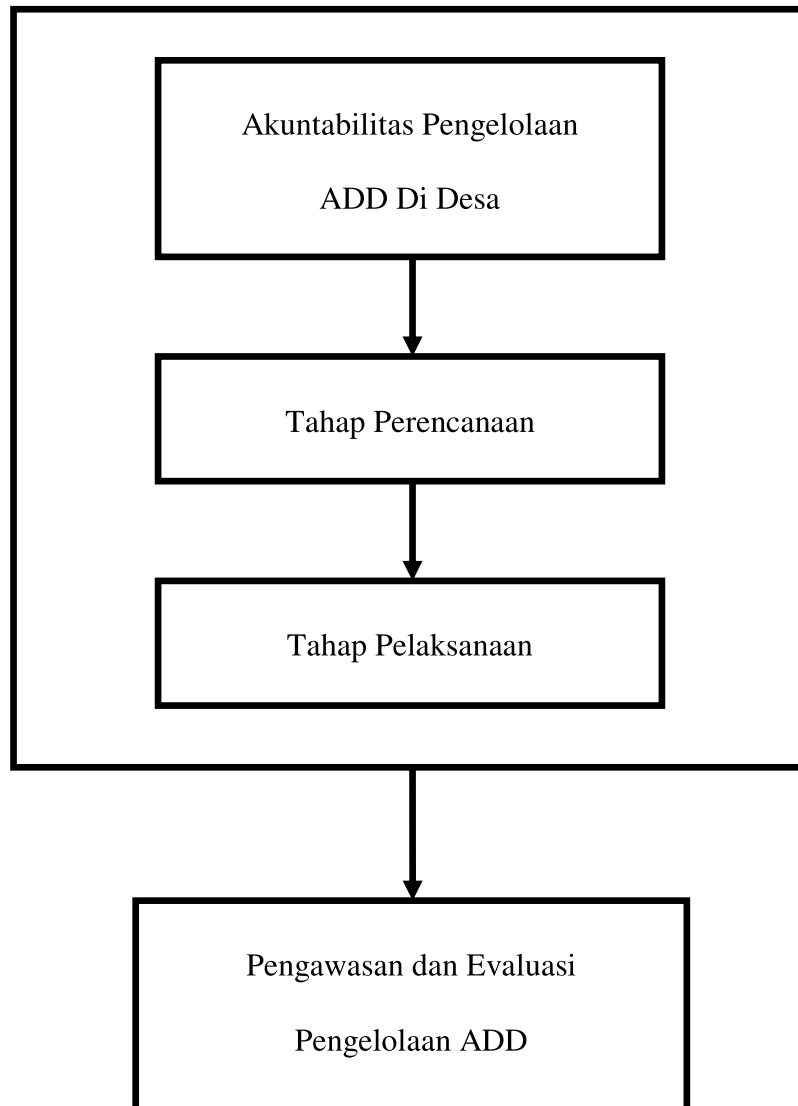 Akuntabilitas Pengelolaan
ADD Di Desa
Tahap Perencanaan
Tahap Pelaksanaan
Pengawasan dan Evaluasi
Pengelolaan ADD